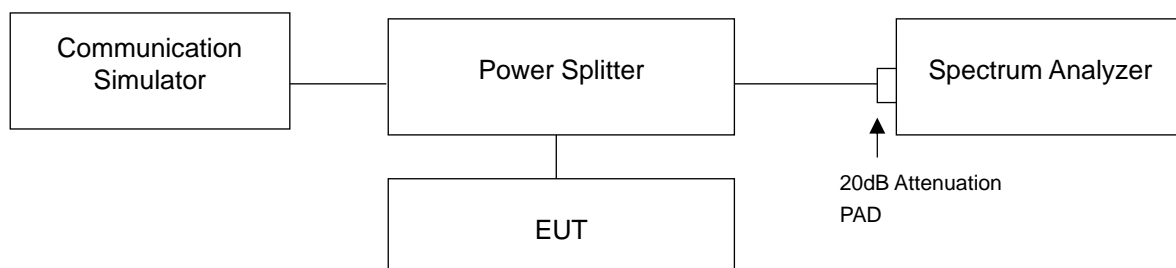 Communication
Simulator
Power Splitter
Spectrum Analyzer
20dB Attenuation
PAD
EUT